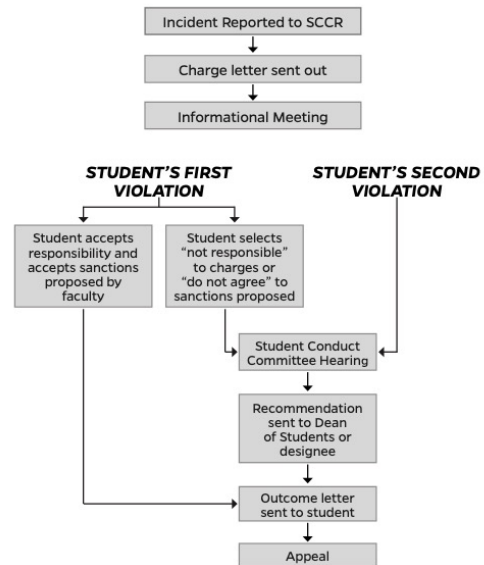 Incident Reported to SCCR
Charge letter sent out
Informational Meeting
STUDENT'S FIRST
VIOLATION
STUDENT'S SECOND
VIOLATION
Student accepts
responsibility and
accepts sanctions
proposed by
faculty
Student selects
“not responsible”
to charges or
“do not agree” to
sanctions proposed
Student Conduct
Committee Hearing
Recommendation
sent to Dean
of Students or
designee
Outcome letter
sent to student
Appeal